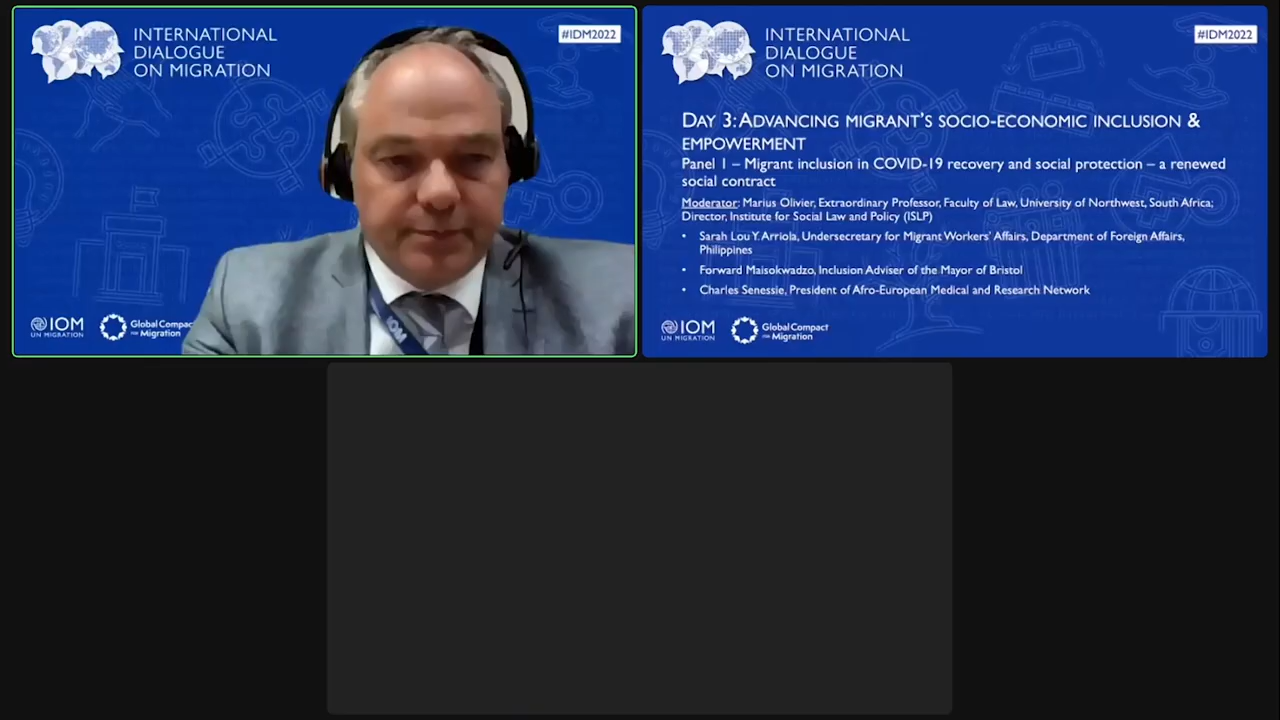 INTERNATIONAL
DIALOGUE
ON MIGRATION
#IDM2022
IOM
UN MIGRATION
Global Compact
FOR Migration
IOM
INTERNATIONAL
DIALOGUE
ON MIGRATION
#IDM2022
DAY 3: ADVANCING MIGRANT'S SOCIO-ECONOMIC INCLUSION &
EMPOWERMENT
Panel 1 – Migrant inclusion in COVID-19 recovery and social protection – a renewed
social contract
Moderator: Marius Olivier, Extraordinary Professor, Faculty of Law, University of Northwest, South Africa;
Director, Institute for Social Law and Policy (ISLP)
• Sarah Lou Y. Arriola, Undersecretary for Migrant Workers' Affairs, Department of Foreign Affairs,
Philippines
• Forward Maisokwadzo, Inclusion Adviser of the Mayor of Bristol
• Charles Senessie, President of Afro-European Medical and Research Network
IOM
UN MIGRATION
Global Compact
FOR Migration